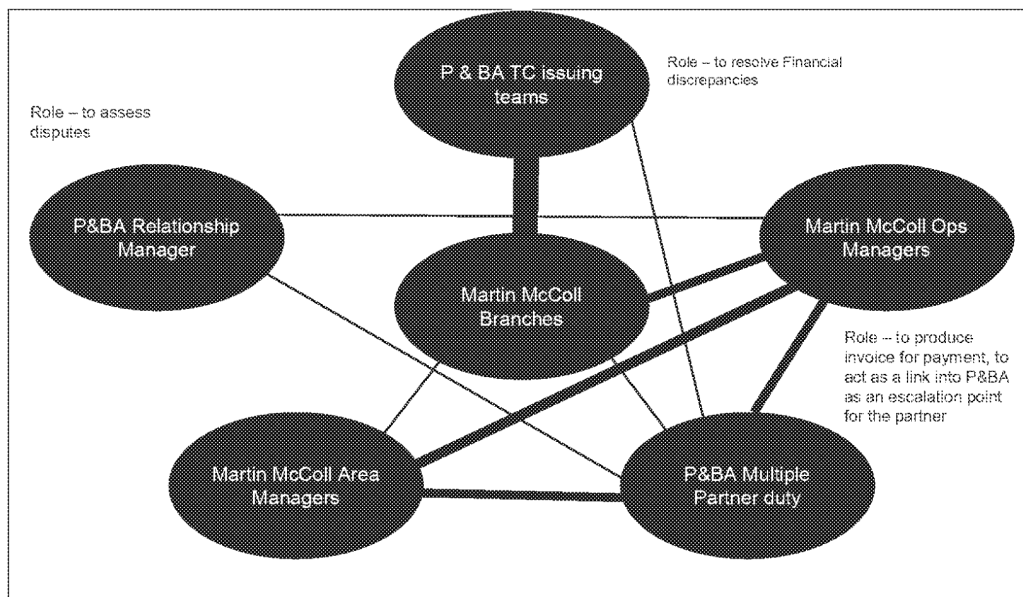 P & BA TC issuing
teams
Role – to resolve Financial
discrepancies
Role – to assess
disputes
P&BA Relationship
Manager
Martin McColl Ops
Managers
Martin McColl
Branches
Role – to produce
invoice for payment, to
act as a link into P&BA
as an escalation point
for the partner
Martin McColl Area
Managers
P&BA Multiple
Partner duty